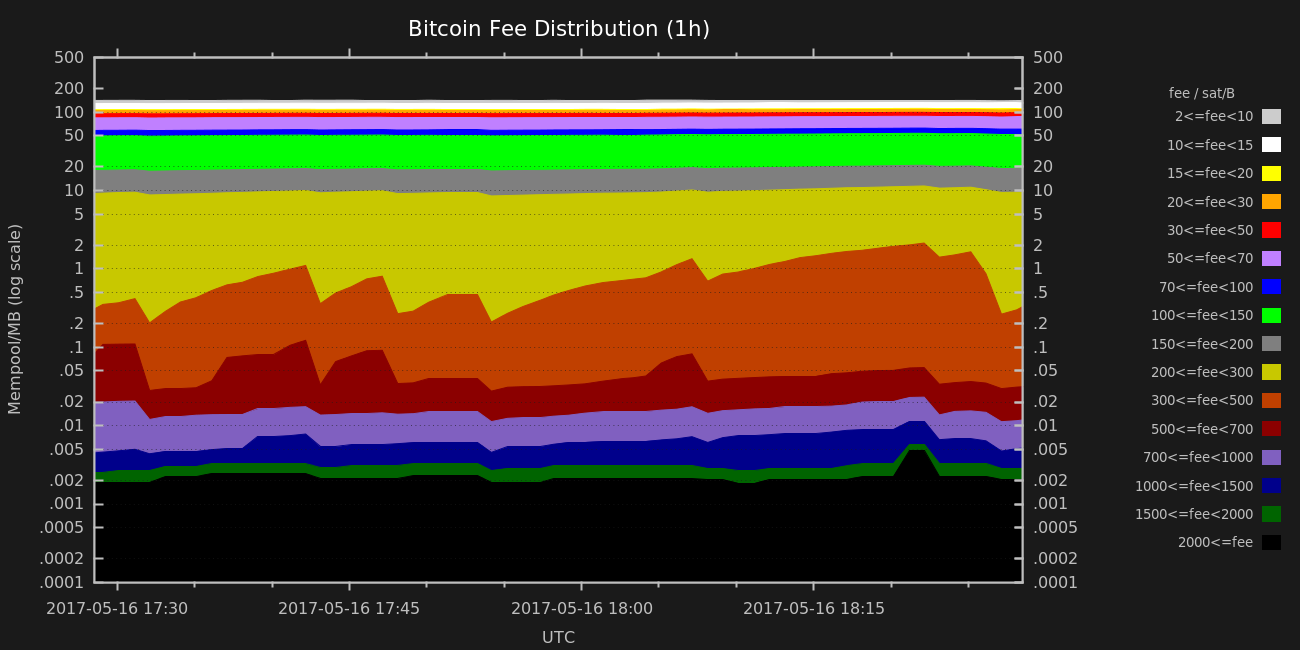 Bitcoin Fee Distribution (1h)
500 500
200 200
100 100
50 50
20 20
10 10
5 5
2 2
1 1
.5 .5
.2 .2
.1 .1
.05 .05
.02 .02
.01 .01
.005 .005
.002 .002
.001 .001
.0005 .0005
.0002 .0002
.0001 .0001
Mempool/MB (log scale)
2017-05-16 17:30 2017-05-16 17:45 2017-05-16 18:00 2017-05-16 18:15
UTC
fee / sat/B
2<=fee<10
10<=fee<15
15<=fee<20
20<=fee<30
30<=fee<50
50<=fee<70
70<=fee<100
100<=fee<150
150<=fee<200
200<=fee<300
300<=fee<500
500<=fee<700
700<=fee<1000
1000<=fee<1500
1500<=fee<2000
2000<=fee